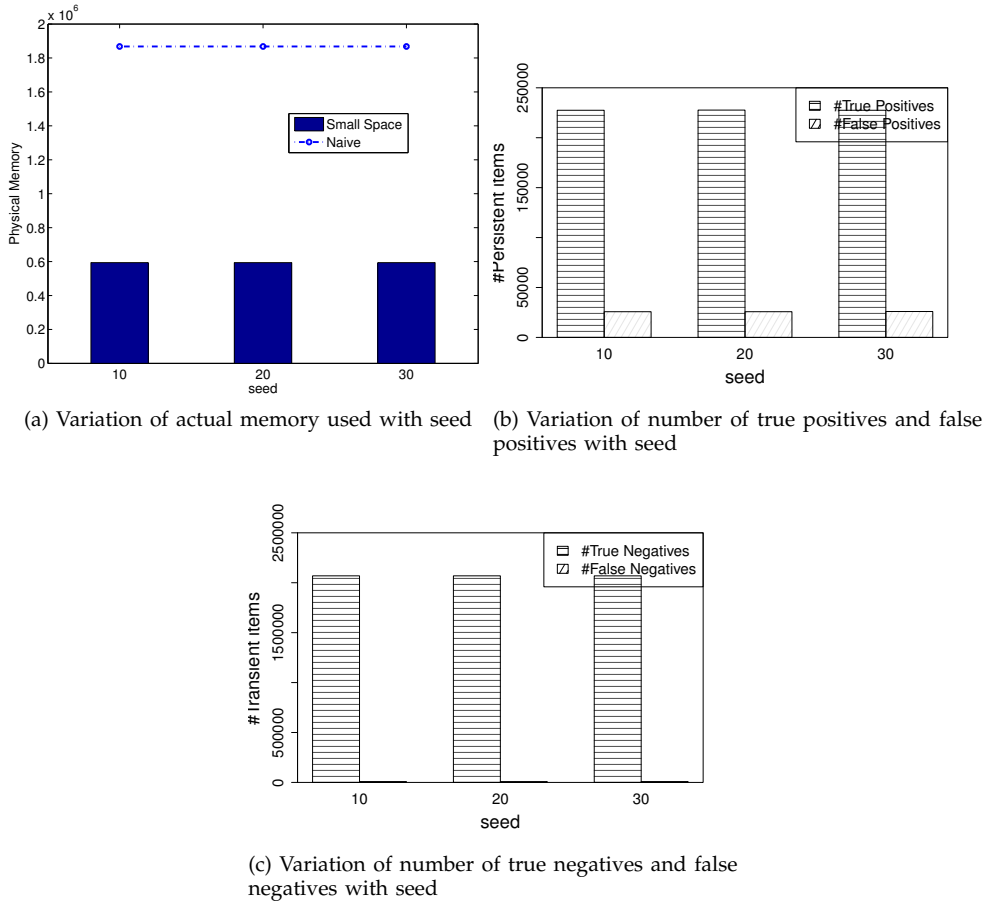 2 x 10^6
1.8
1.6
1.4
1.2
1
0.8
0.6
0.4
0.2
0
Physical Memory
Small Space
Naive
10 20 30
seed
(a) Variation of actual memory used with seed
250000
150000
50000
0
#Persistent items
#True Positives
#False Positives
10 20 30
seed
(b) Variation of number of true positives and false
positives with seed
2500000
1500000
500000
0
#Transient items
#True Negatives
#False Negatives
10 20 30
seed
(c) Variation of number of true negatives and false
negatives with seed